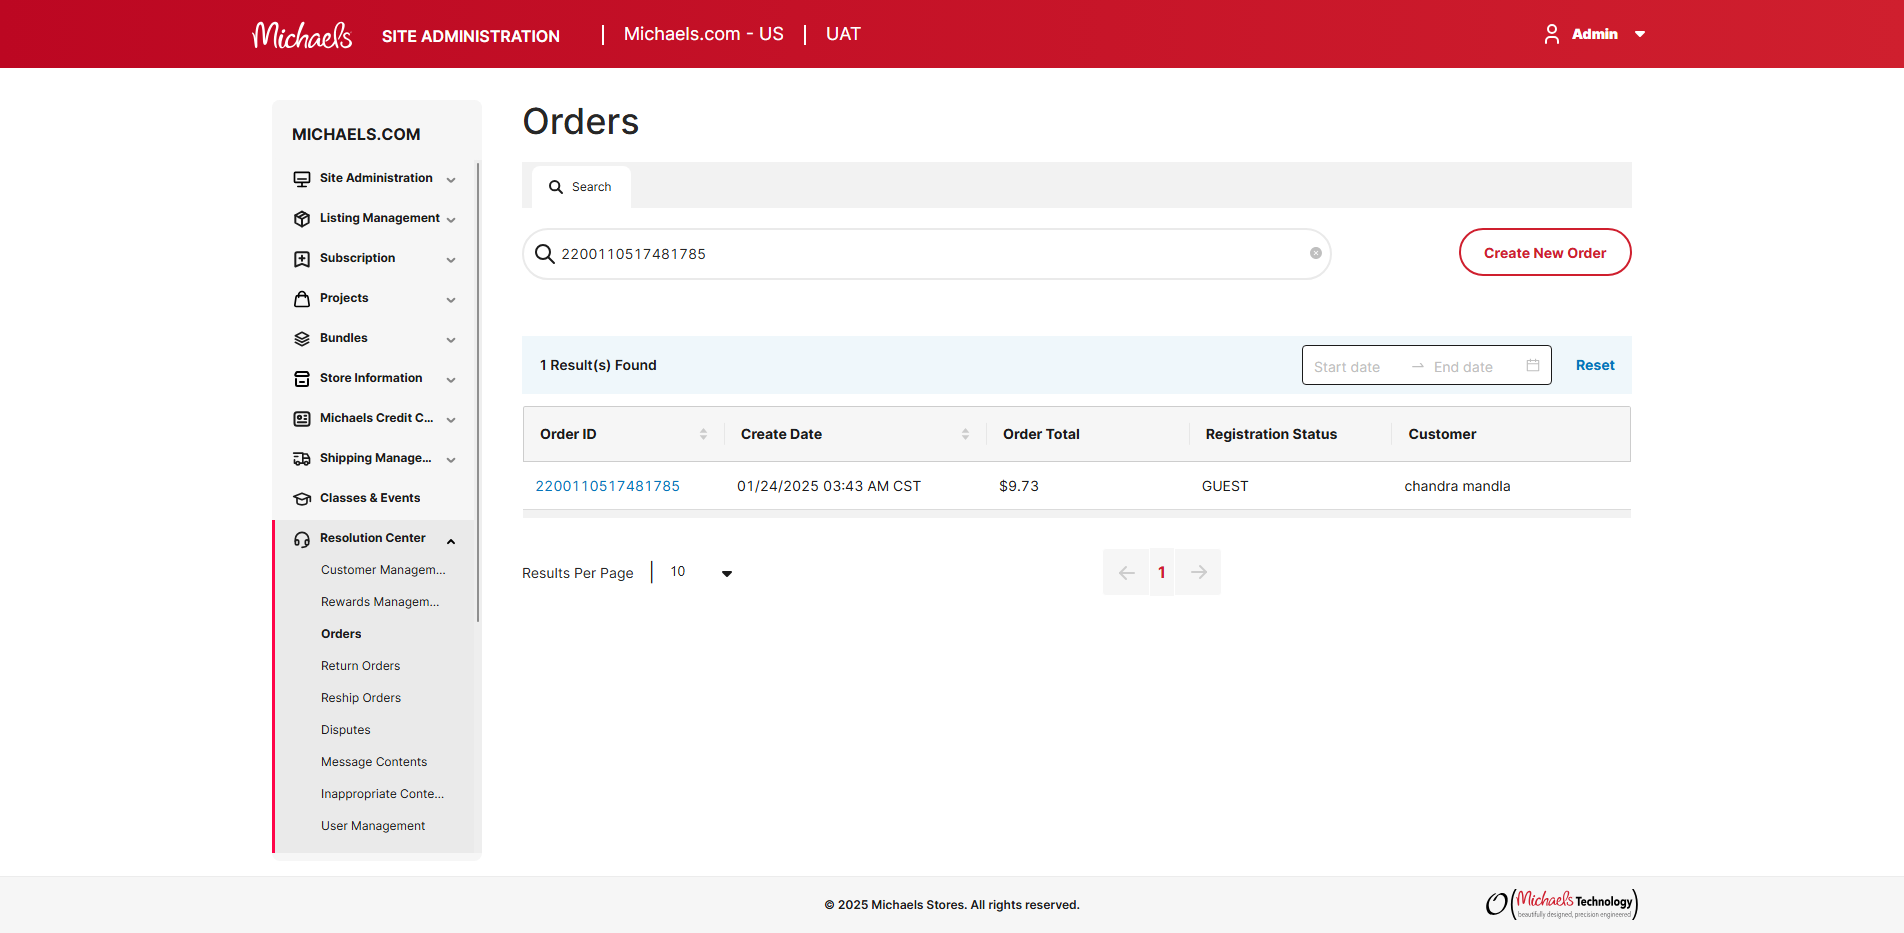 Michaels SITE ADMINISTRATION | Michaels.com - US | UAT
Admin
MICHAELS.COM
Site Administration
Listing Management
Subscription
Projects
Bundles
Store Information
Michaels Credit C...
Shipping Manage...
Classes & Events
Resolution Center
Customer Managem...
Rewards Managem...
Orders
Return Orders
Reship Orders
Disputes
Message Contents
Inappropriate Conte...
User Management
Orders
Search
2200110517481785
Create New Order
1 Result(s) Found
Start date → End date
Reset
Order ID Create Date Order Total Registration Status Customer
2200110517481785 01/24/2025 03:43 AM CST $9.73 GUEST chandra mandla
Results Per Page | 10
← 1 →
© 2025 Michaels Stores. All rights reserved.
(Michaels Technology)
beautifully designed, precision engineered